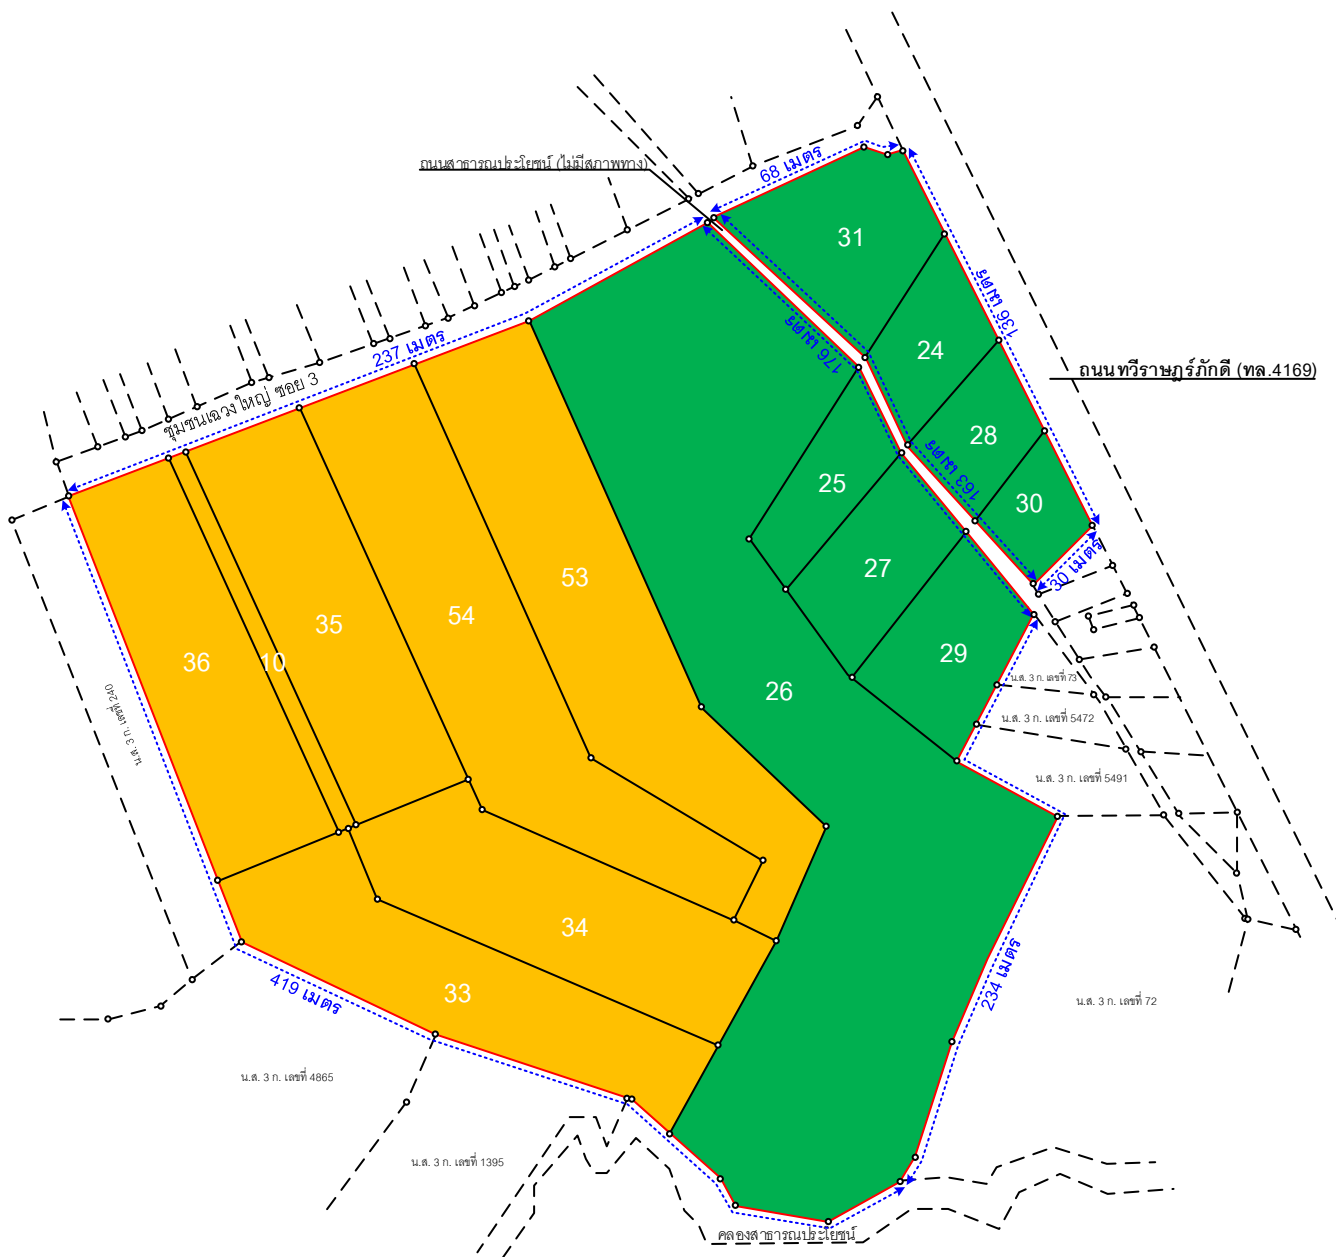 ถนนสาธารณประโยชน์ (ไม่มีสภาพทาง)
68 เมตร
31
136 เมตร
24
176 เมตร
237 เมตร
ชุมชนเฉวงใหญ่ ซอย 3
ถนนทวีราษฎร์ภักดี (ทล.4169)
28
163 เมตร
25
30
30 เมตร
27
53
54
35
10
36
29
26
น.ส. 3 ก. เลขที่ 73
น.ส. 3 ก. เลขที่ 240
น.ส. 3 ก. เลขที่ 5472
น.ส. 3 ก. เลขที่ 5491
34
33
419 เมตร
234 เมตร
น.ส. 3 ก. เลขที่ 72
น.ส. 3 ก. เลขที่ 4865
น.ส. 3 ก. เลขที่ 1395
คลองสาธารณประโยชน์